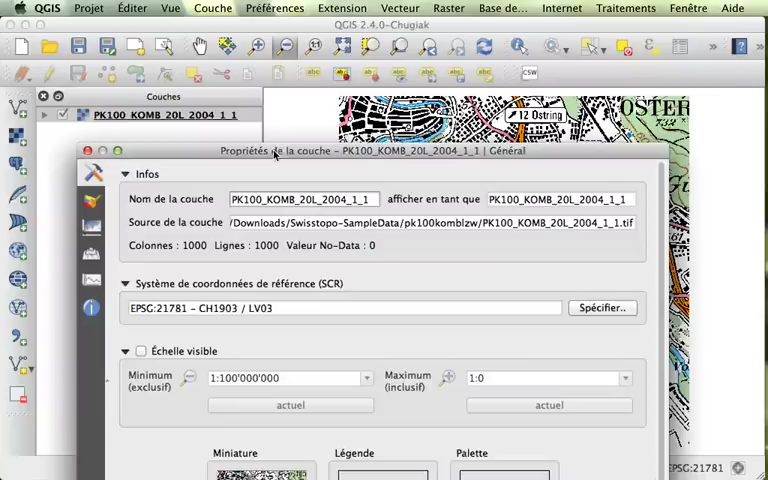 QGIS Projet Éditer Vue Couche Préférences Extension Vecteur Raster Base de... Internet Traitements Fenêtre Aide
QGIS 2.4.0-Chugiak
CSW
Couches
PK100_KOMB_20L_2004_1_1
12 Ostring
OSTER
Propriétés de la couche - PK100_KOMB_20L_2004_1_1 | Général
Infos
Nom de la couche PK100_KOMB_20L_2004_1_1 afficher en tant que PK100_KOMB_20L_2004_1_1
Source de la couche /Downloads/Swisstopo-SampleData/pk100komblzw/PK100_KOMB_20L_2004_1_1.tif
Colonnes : 1000 Lignes : 1000 Valeur No-Data : 0
Système de coordonnées de référence (SCR)
EPSG:21781 - CH1903 / LV03 Spécifier..
Échelle visible
Minimum (exclusif) 1:100'000'000 Maximum (inclusif) 1:0
actuel actuel
Miniature Légende Palette
EPSG:21781